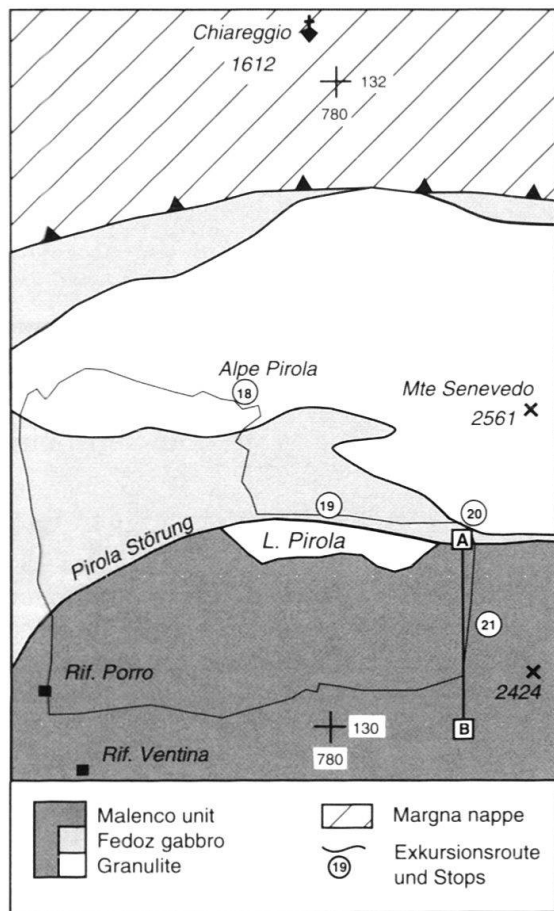 Chiareggio
1612
132
780
Alpe Pirola
18
Mte Senevedo
2561
19
20
Pirola Störung
L. Pirola
A
21
Rif. Porro
2424
130
780
B
Rif. Ventina
Malenco unit
Fedoz gabbro
Granulite
Margna nappe
19
Exkursionsroute
und Stops